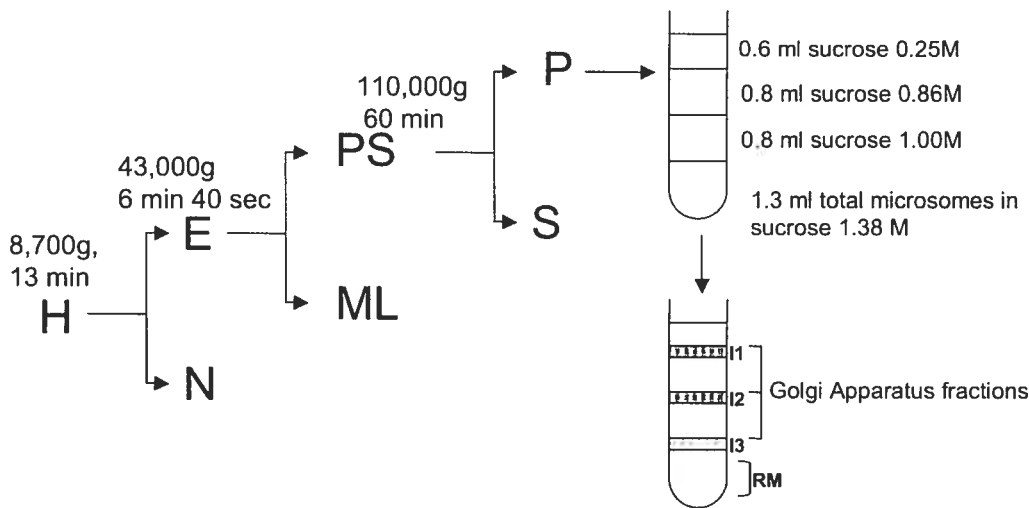 P
0.6 ml sucrose 0.25M
110,000g
60 min
0.8 ml sucrose 0.86M
PS
0.8 ml sucrose 1.00M
43,000g
6 min 40 sec
1.3 ml total microsomes in
sucrose 1.38 M
E
S
8,700g,
13 min
H
ML
N
I1
I2
Golgi Apparatus fractions
I3
RM